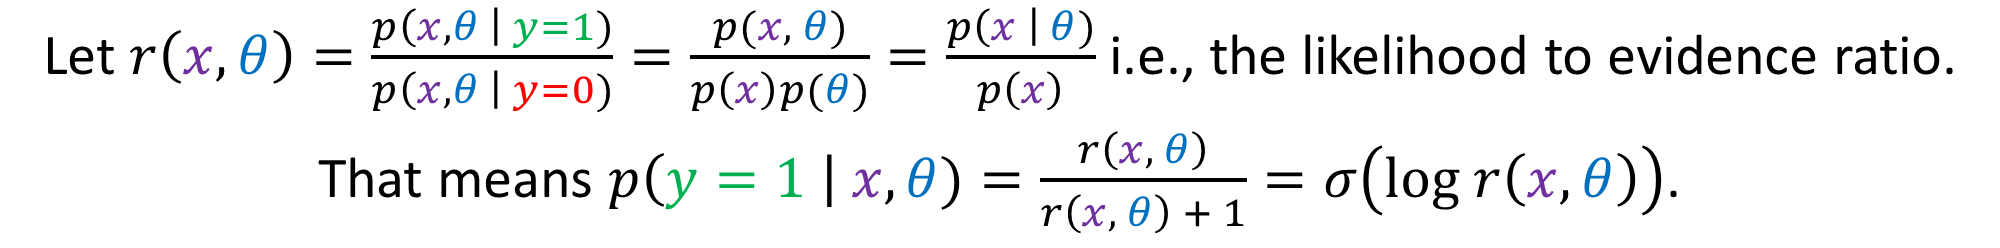 Let r(x, θ) = p(x,θ | y=1) / p(x,θ | y=0) = p(x, θ) / p(x)p(θ) = p(x | θ) / p(x) i.e., the likelihood to evidence ratio.
That means p(y = 1 | x, θ) = r(x, θ) / r(x, θ) + 1 = σ(log r(x, θ)).